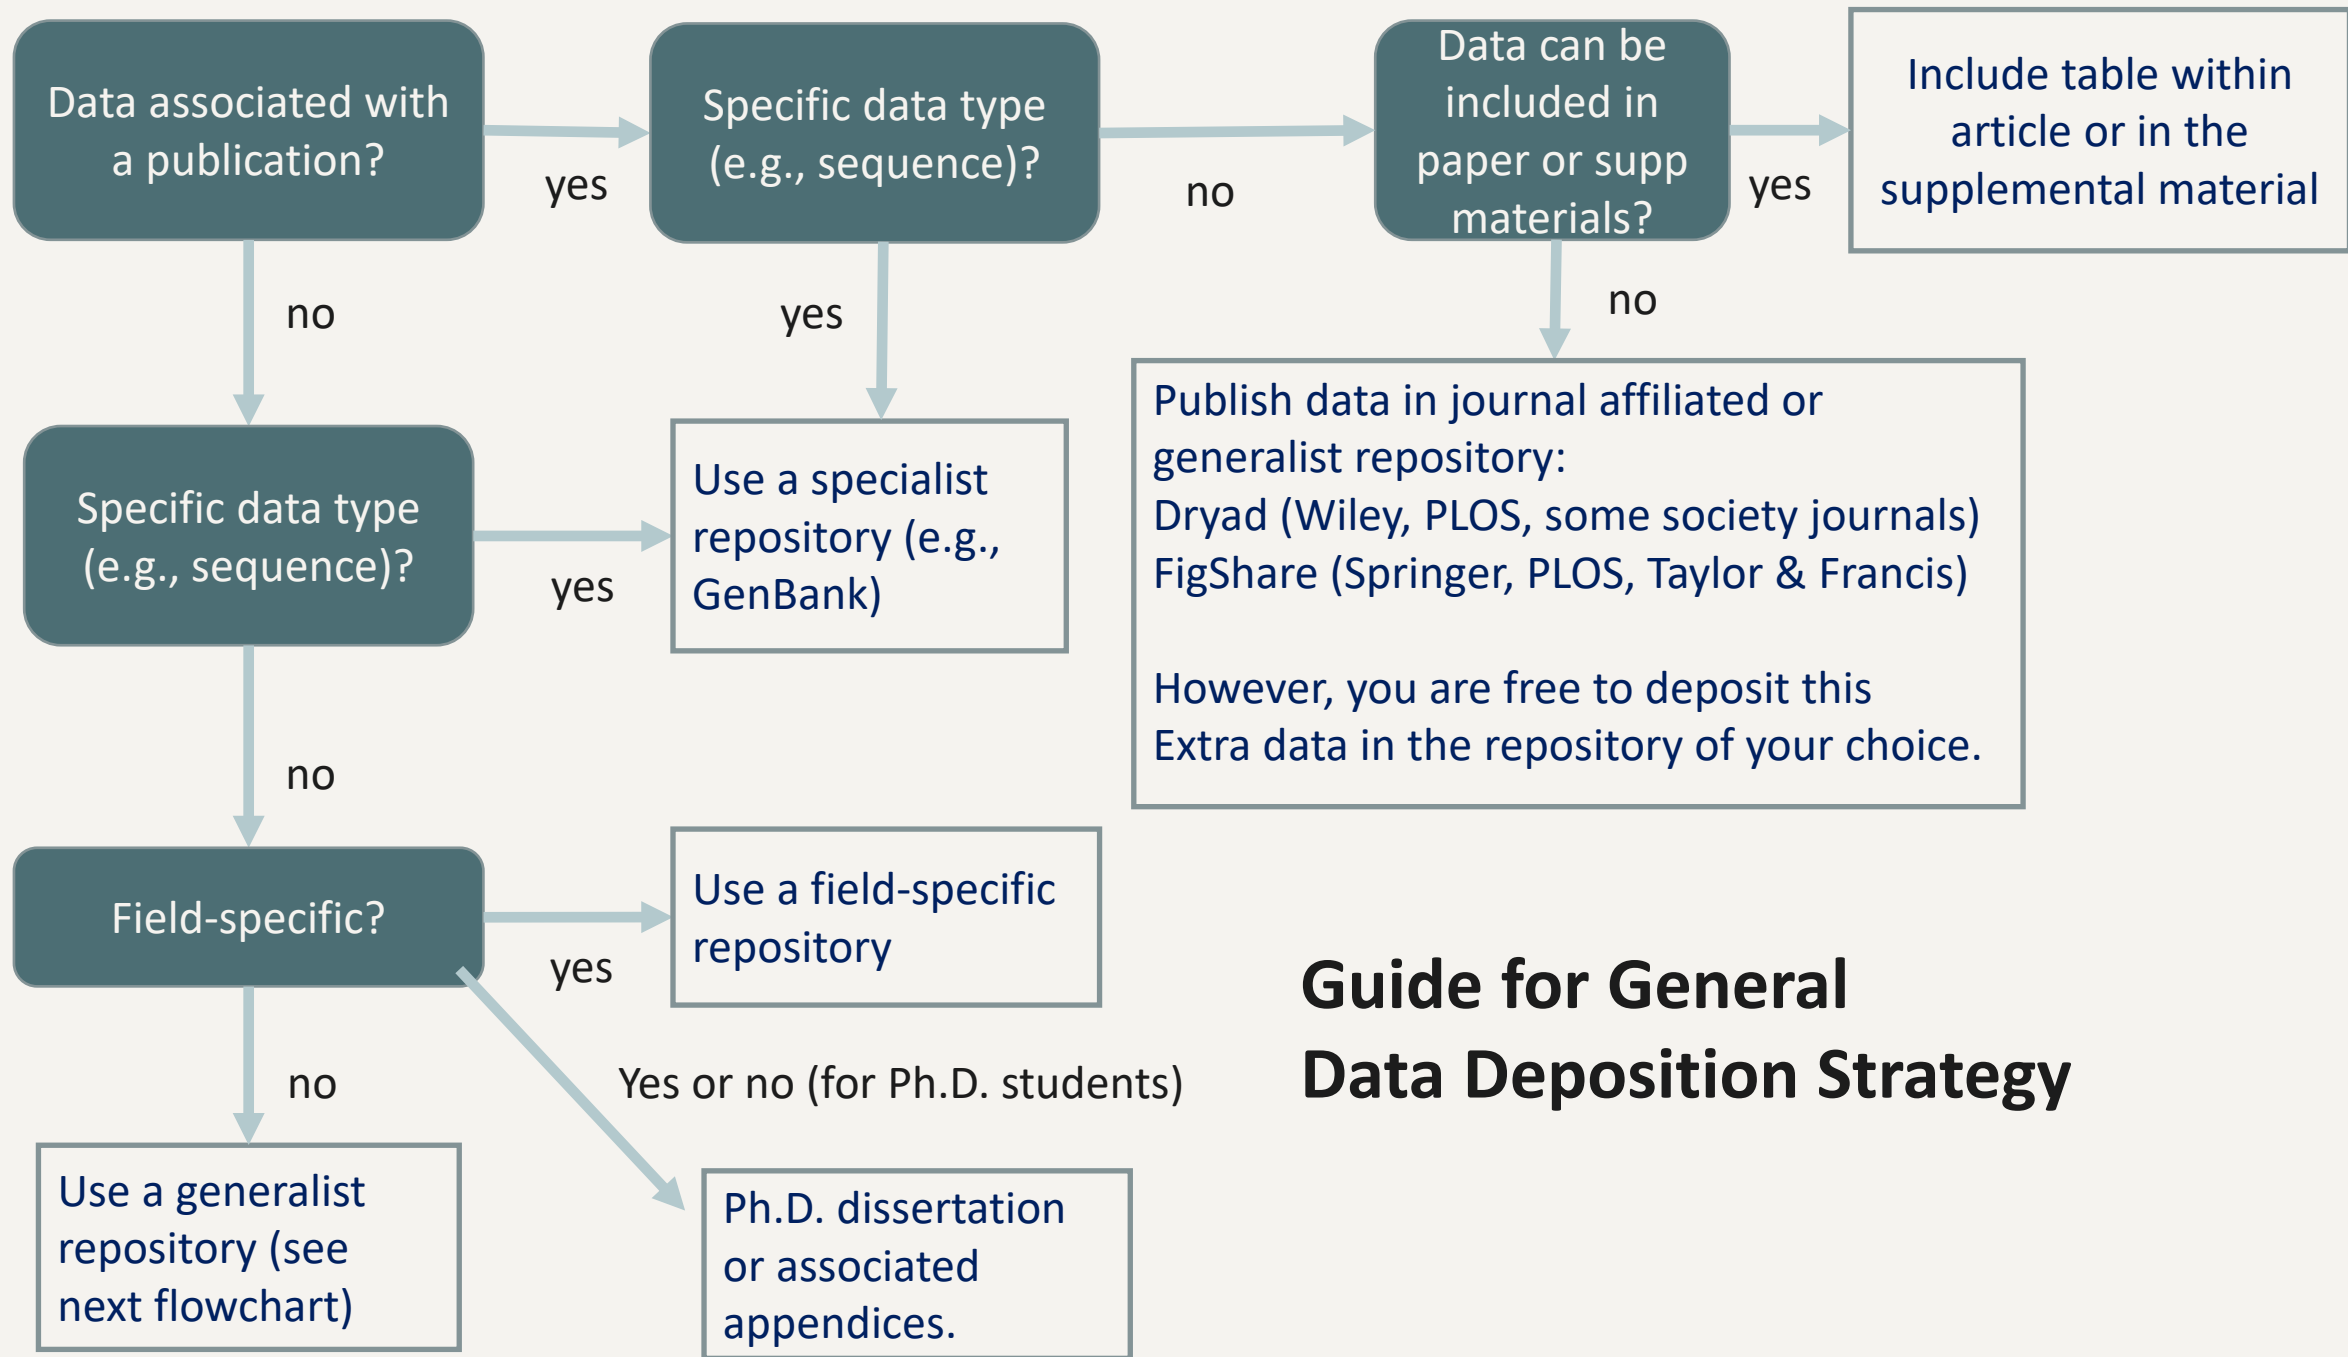 Data associated with
a publication?
yes
Specific data type
(e.g., sequence)?
no
Data can be
included in
paper or supp
materials?
yes
Include table within
article or in the
supplemental material
no
yes
no
Publish data in journal affiliated or
generalist repository:
Dryad (Wiley, PLOS, some society journals)
FigShare (Springer, PLOS, Taylor & Francis)
However, you are free to deposit this
Extra data in the repository of your choice.
Specific data type
(e.g., sequence)?
yes
Use a specialist
repository (e.g.,
GenBank)
no
Field-specific?
yes
Use a field-specific
repository
Guide for General
Data Deposition Strategy
no
Yes or no (for Ph.D. students)
Use a generalist
repository (see
next flowchart)
Ph.D. dissertation
or associated
appendices.